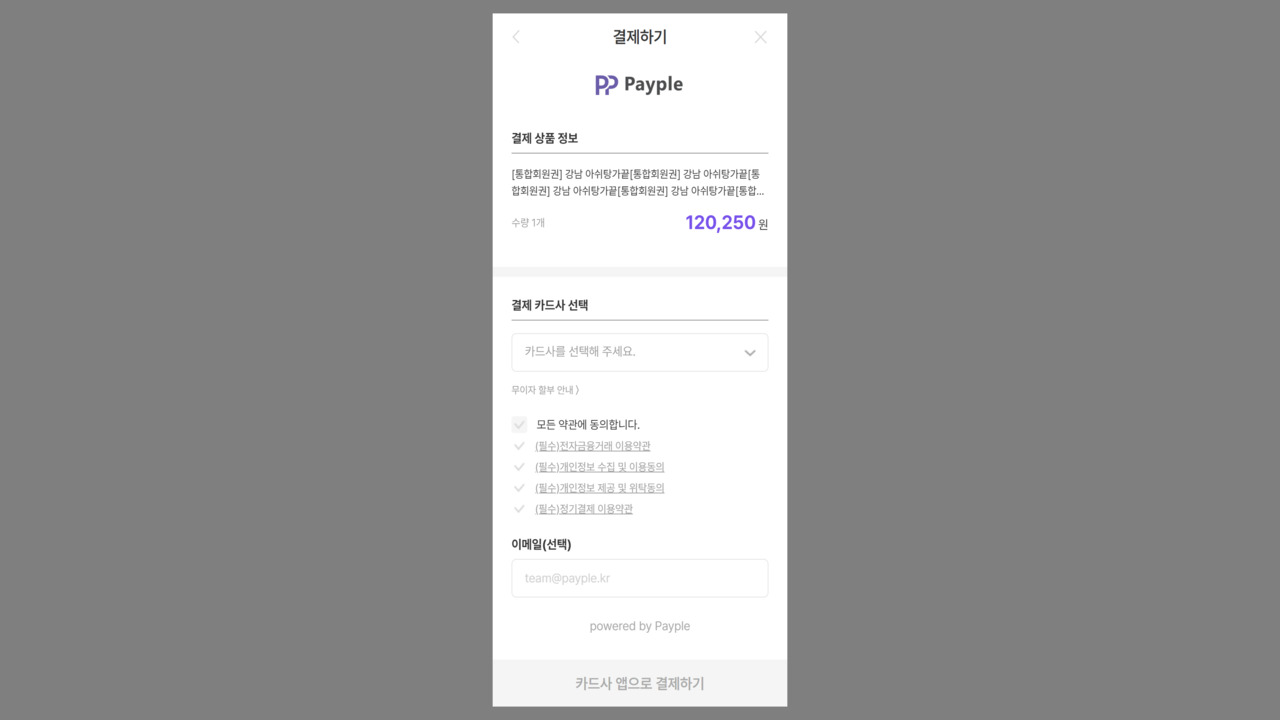 결제하기
Payple
결제 상품 정보
[통합회원권] 강남 아쉬탕가끝[통합회원권] 강남 아쉬탕가끝[통
합회원권] 강남 아쉬탕가끝[통합회원권] 강남 아쉬탕가끝[통합...
수량 1개
120,250 원
결제 카드사 선택
카드사를 선택해 주세요.
무이자 할부 안내 〉
모든 약관에 동의합니다.
(필수)전자금융거래 이용약관
(필수)개인정보 수집 및 이용동의
(필수)개인정보 제공 및 위탁동의
(필수)정기결제 이용약관
이메일(선택)
team@payple.kr
powered by Payple
카드사 앱으로 결제하기